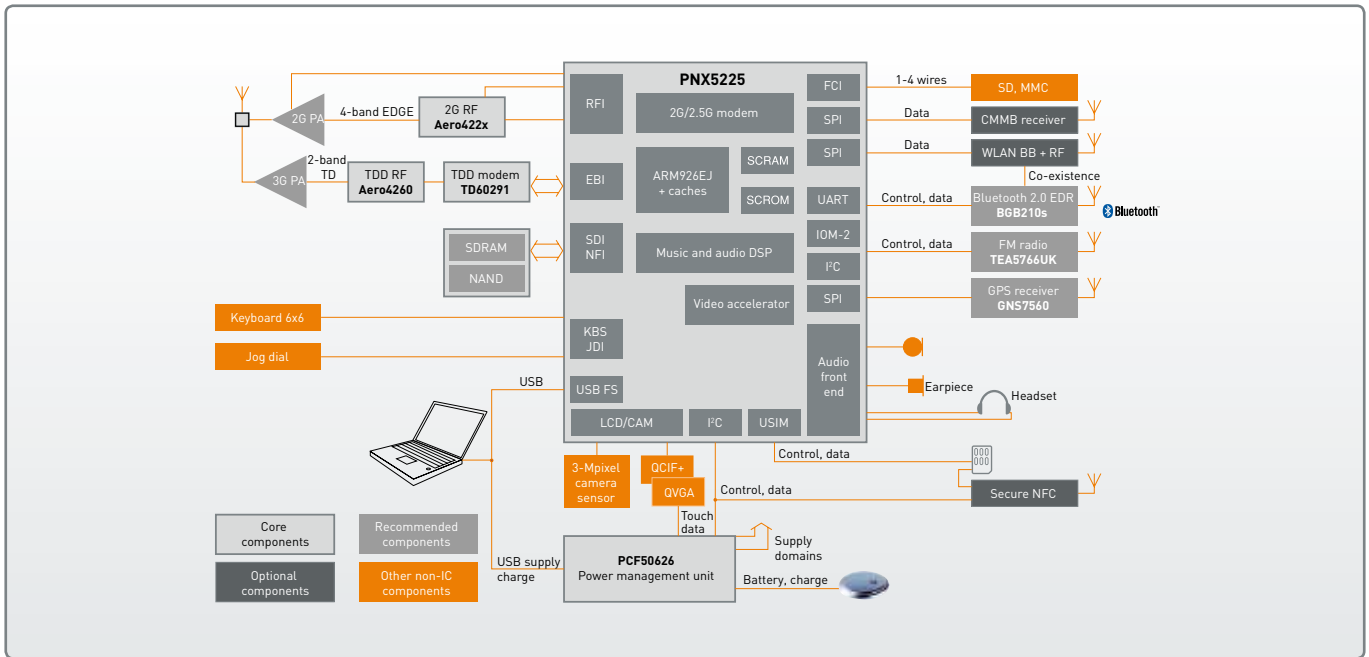 PNX5225
RFI
2G/2.5G modem
FCI
SPI
SPI
EBI
ARM926EJ
+ caches
SCRAM
SCROM
UART
IOM-2
SDI
NFI
Music and audio DSP
I²C
SPI
Video accelerator
KBS
JDI
Audio
front
end
USB FS
LCD/CAM
I²C
USIM
2G PA
4-band EDGE
2G RF
Aero422x
3G PA
2-band
TD
TDD RF
Aero4260
TDD modem
TD60291
SDRAM
NAND
Keyboard 6x6
Jog dial
USB
1-4 wires
SD, MMC
Data
CMMB receiver
Data
WLAN BB + RF
Co-existence
Control, data
Bluetooth 2.0 EDR
BGB210s
Bluetooth™
Control, data
FM radio
TEA5766UK
GPS receiver
GNS7560
Earpiece
Headset
Control, data
3-Mpixel
camera
sensor
QCIF+
QVGA
Control, data
Secure NFC
Touch
data
Supply
domains
USB supply
charge
PCF50626
Power management unit
Battery, charge
Core
components
Recommended
components
Optional
components
Other non-IC
components